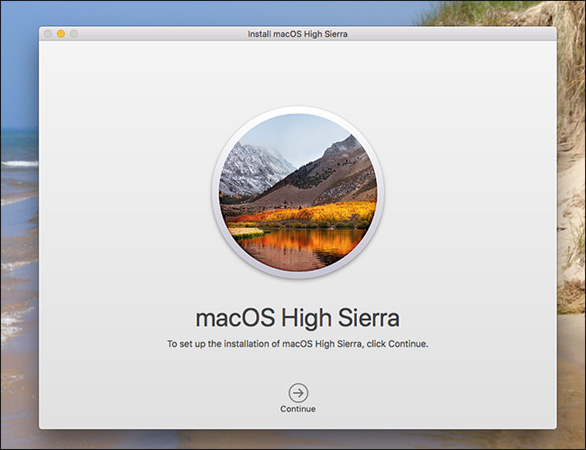 Install macOS High Sierra
macOS High Sierra
To set up the installation of macOS High Sierra, click Continue.
Continue